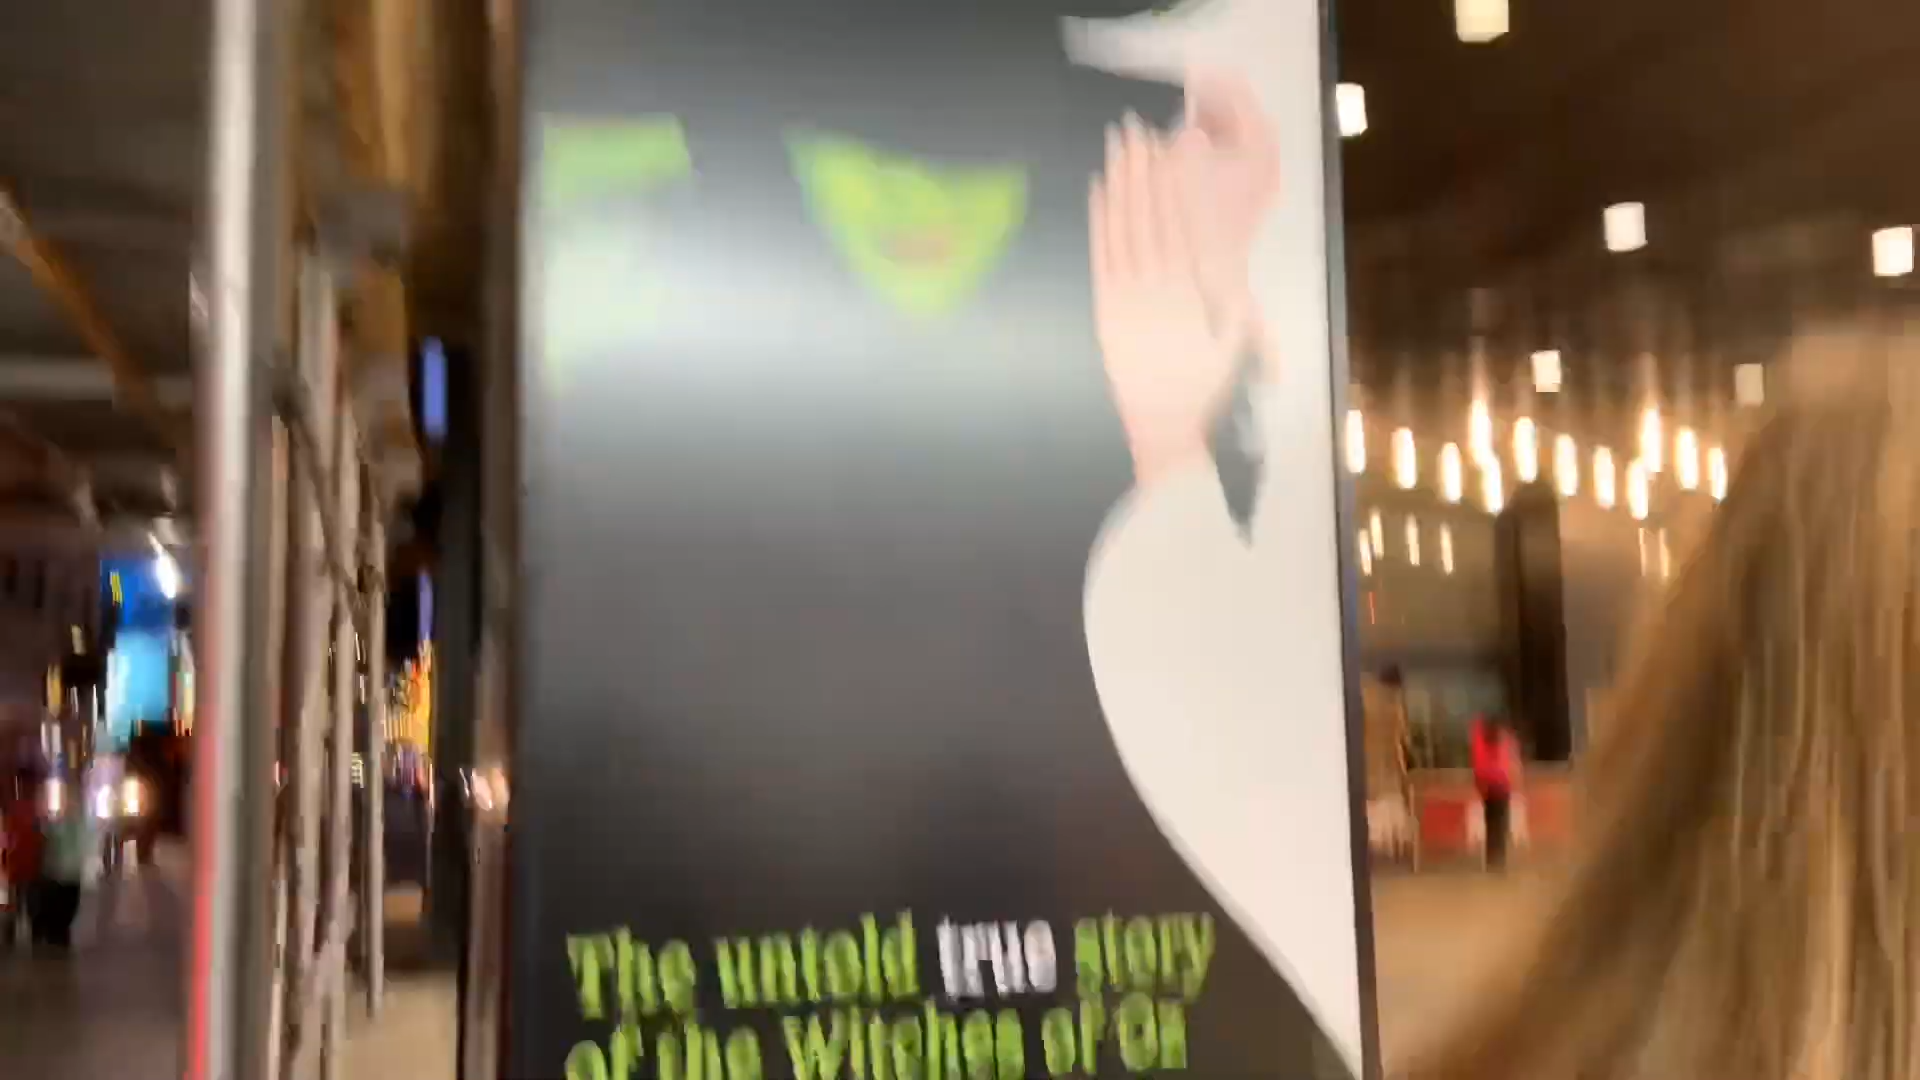 The untold true story
of the Witches of Oz